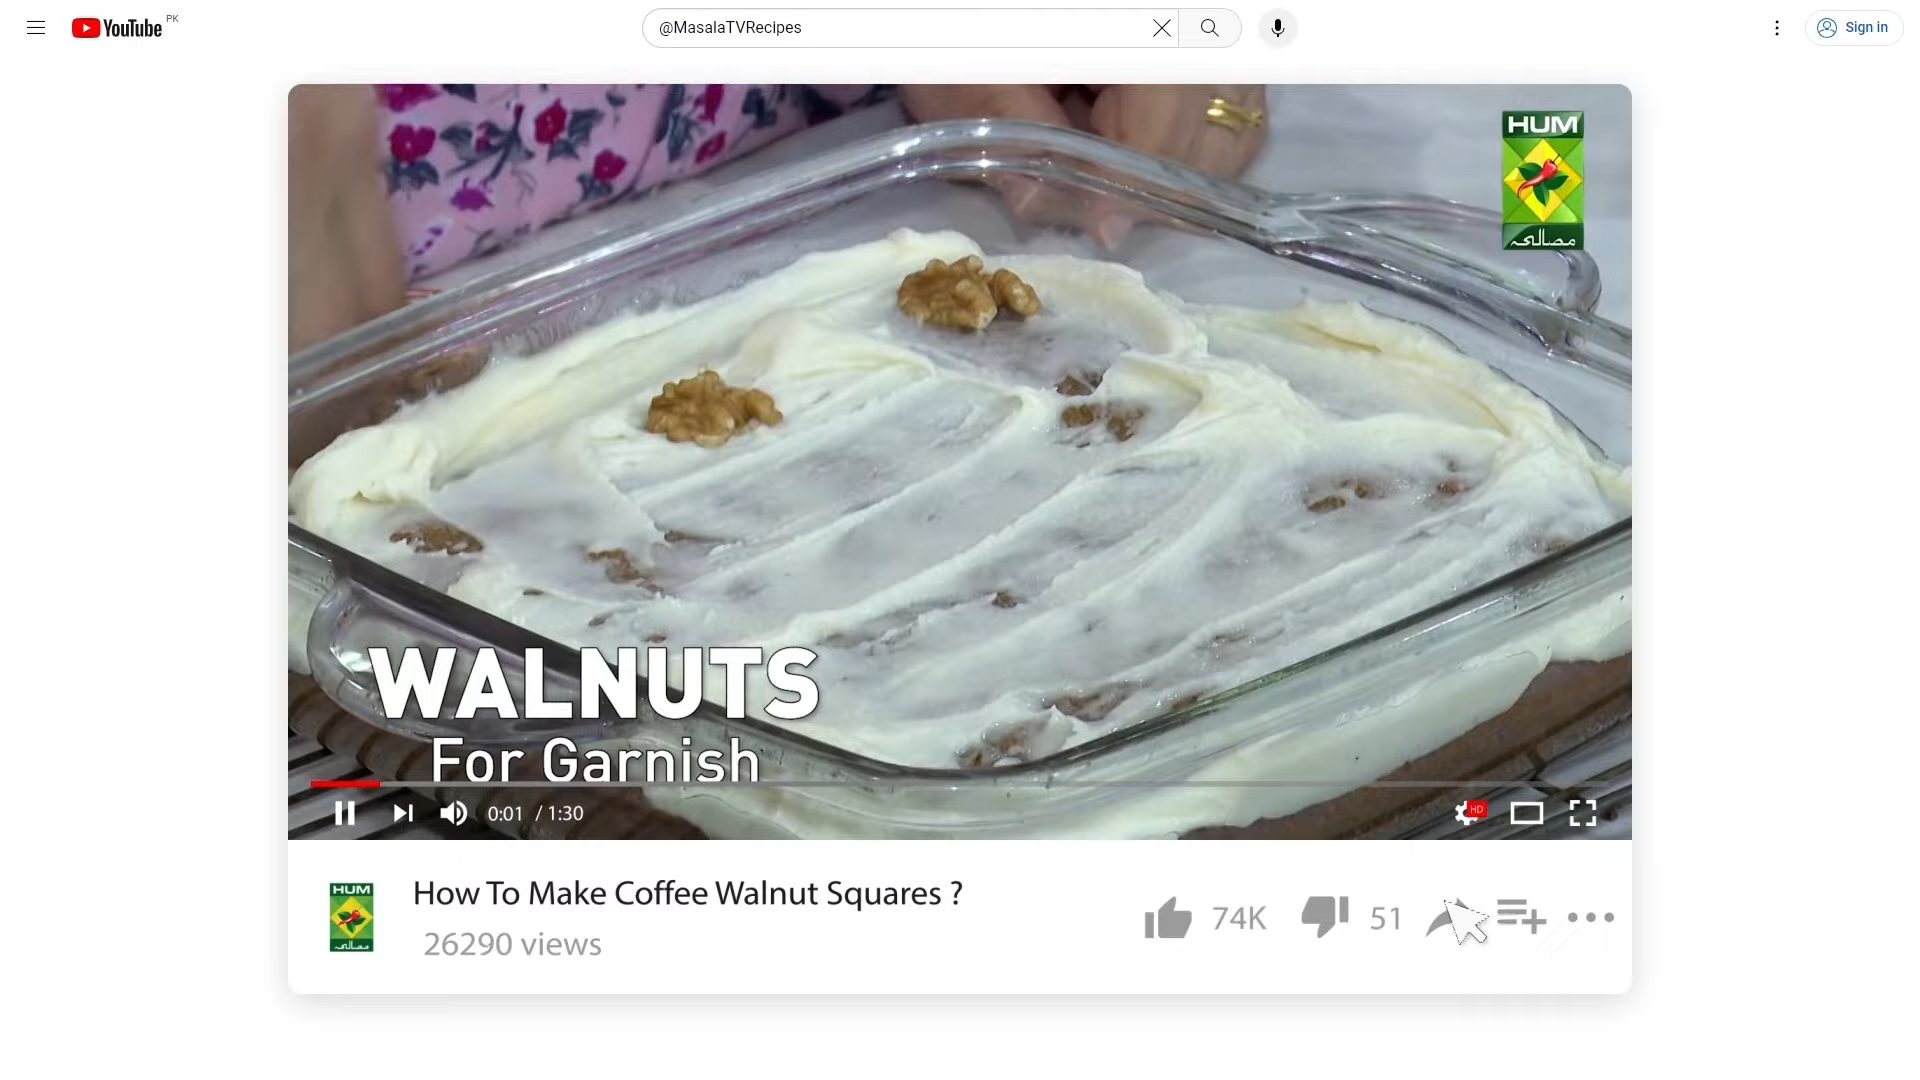 YouTube PK
@MasalaTVRecipes
Sign in
HUM
مصالحہ
WALNUTS
For Garnish
0:01 / 1:30
HD
HUM
مصالحہ
How To Make Coffee Walnut Squares ?
26290 views
74K
51